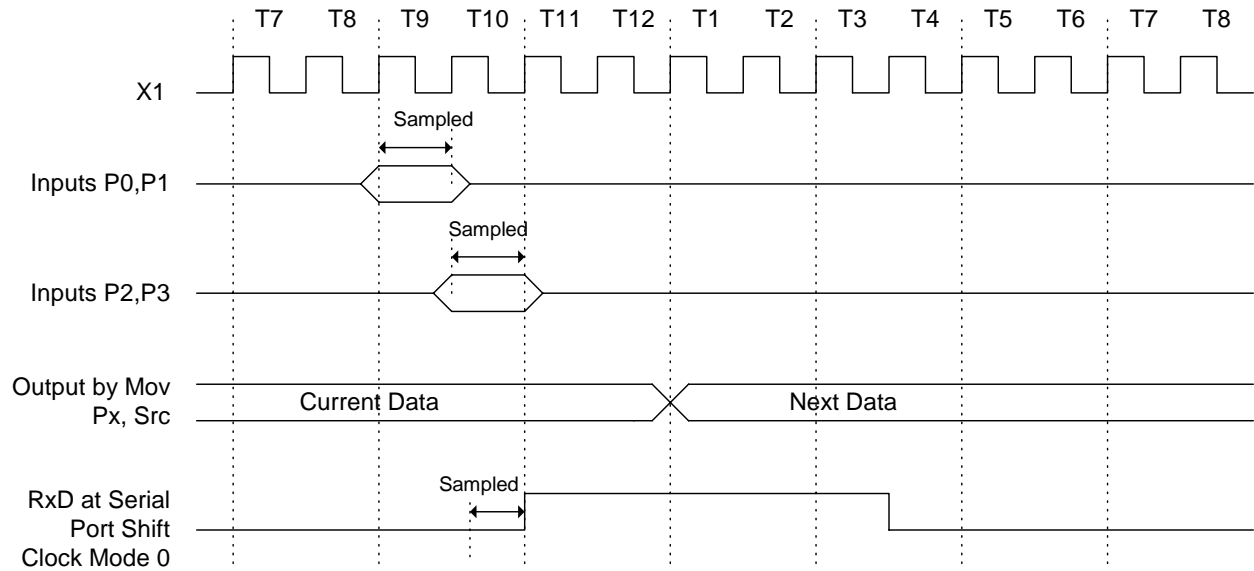 T7 T8 T9 T10 T11 T12 T1 T2 T3 T4 T5 T6 T7 T8
X1
Sampled
Inputs P0,P1
Sampled
Inputs P2,P3
Output by Mov
Px, Src
Current Data
Next Data
Sampled
RxD at Serial
Port Shift
Clock Mode 0